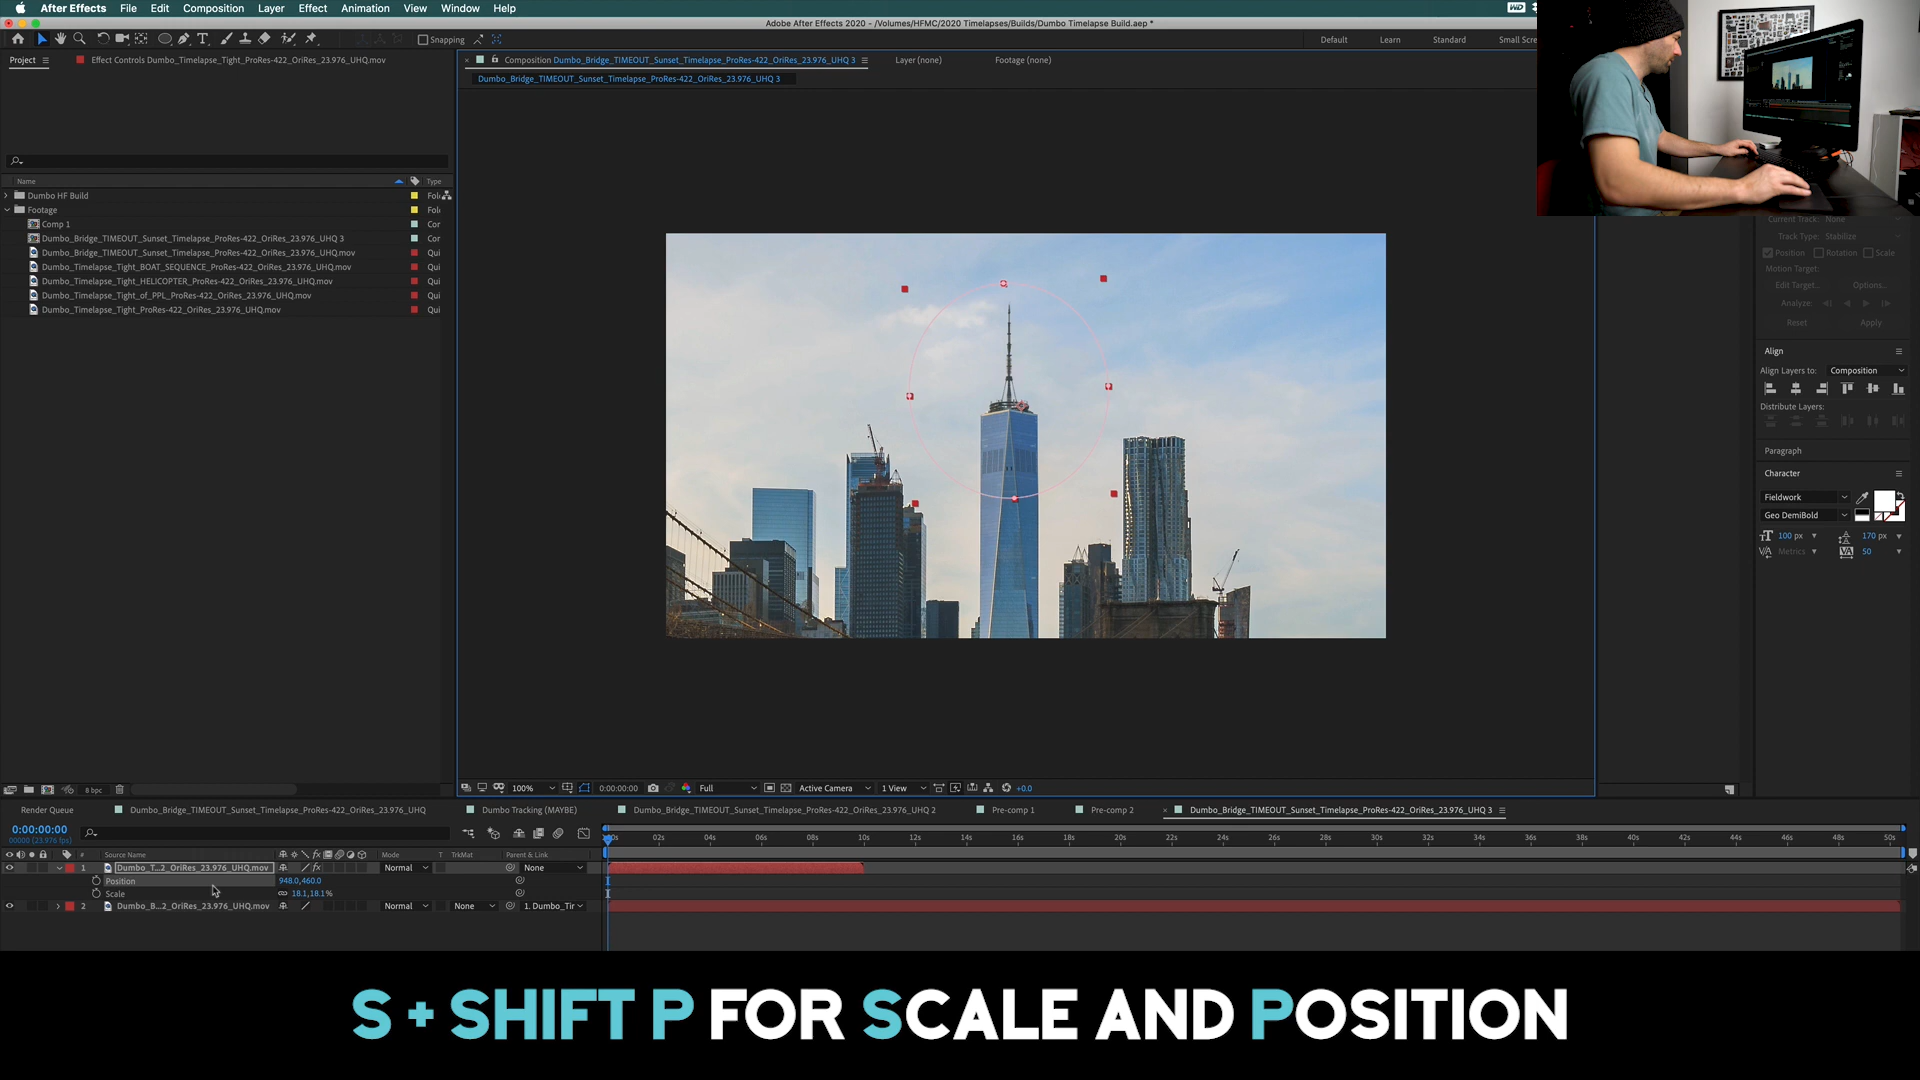 After Effects File Edit Composition Layer Effect Animation View Window Help
Adobe After Effects 2020 - /Volumes/HFMC/2020 Timelapses/Builds/Dumbo Timelapse Build.aep *
Snapping
Default Learn Standard Small Scre
Project
Effect Controls Dumbo_Timelapse_Tight_ProRes-422_OriRes_23.976_UHQ.mov
Composition Dumbo_Bridge_TIMEOUT_Sunset_Timelapse_ProRes-422_OriRes_23.976_UHQ 3
Layer (none)
Footage (none)
Dumbo_Bridge_TIMEOUT_Sunset_Timelapse_ProRes-422_OriRes_23.976_UHQ 3
Name Type
Dumbo HF Build Fol
Footage Fol
Comp 1 Cor
Dumbo_Bridge_TIMEOUT_Sunset_Timelapse_ProRes-422_OriRes_23.976_UHQ 3 Cor
Dumbo_Bridge_TIMEOUT_Sunset_Timelapse_ProRes-422_OriRes_23.976_UHQ.mov Qui
Dumbo_Timelapse_Tight_BOAT_SEQUENCE_ProRes-422_OriRes_23.976_UHQ.mov Qui
Dumbo_Timelapse_Tight_HELICOPTER_ProRes-422_OriRes_23.976_UHQ.mov Qui
Dumbo_Timelapse_Tight_of_PPL_ProRes-422_OriRes_23.976_UHQ.mov Qui
Dumbo_Timelapse_Tight_ProRes-422_OriRes_23.976_UHQ.mov Qui
Current Track: None
Track Type: Stabilize
Position Rotation Scale
Motion Target:
Edit Target... Options...
Analyze:
Reset Apply
Align
Align Layers to: Composition
Distribute Layers:
Paragraph
Character
Fieldwork
Geo DemiBold
100 px 170 px
Metrics 50
8 bpc
100% 0:00:00:00 Full Active Camera 1 View +0.0
Render Queue
Dumbo_Bridge_TIMEOUT_Sunset_Timelapse_ProRes-422_OriRes_23.976_UHQ
Dumbo Tracking (MAYBE)
Dumbo_Bridge_TIMEOUT_Sunset_Timelapse_ProRes-422_OriRes_23.976_UHQ 2
Pre-comp 1
Pre-comp 2
Dumbo_Bridge_TIMEOUT_Sunset_Timelapse_ProRes-422_OriRes_23.976_UHQ 3
0:00:00:00
00000 (23.976 fps)
02s 04s 06s 08s 10s 12s 14s 16s 18s 20s 22s 24s 26s 28s 30s 32s 34s 36s 38s 40s 42s 44s 46s 48s 50s
# Source Name Mode T TrkMat Parent & Link
1 Dumbo_T...2_OriRes_23.976_UHQ.mov Normal None
Position 948.0,460.0
Scale 18.1,18.1%
2 Dumbo_B...2_OriRes_23.976_UHQ.mov Normal None 1. Dumbo_Tir
S + SHIFT P FOR SCALE AND POSITION